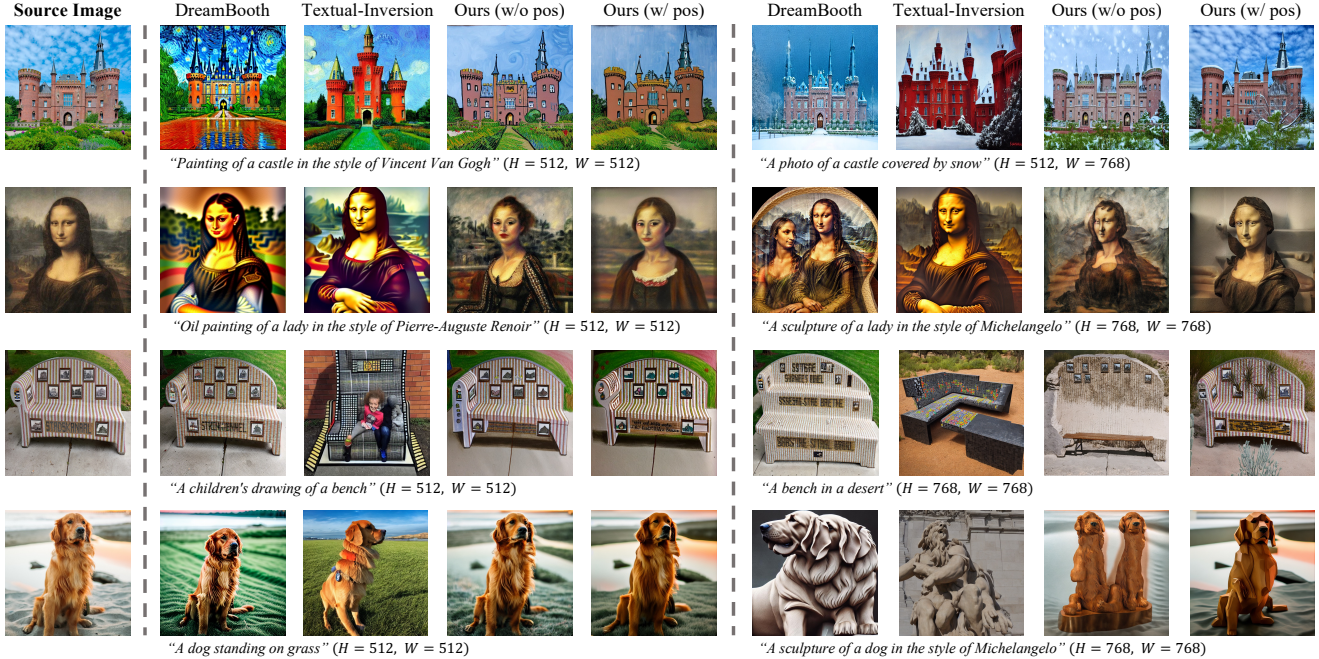 Source Image DreamBooth Textual-Inversion Ours (w/o pos) Ours (w/ pos) DreamBooth Textual-Inversion Ours (w/o pos) Ours (w/ pos)
“Painting of a castle in the style of Vincent Van Gogh” (H = 512, W = 512) “A photo of a castle covered by snow” (H = 512, W = 768)
“Oil painting of a lady in the style of Pierre-Auguste Renoir” (H = 512, W = 512) “A sculpture of a lady in the style of Michelangelo” (H = 768, W = 768)
“A children's drawing of a bench” (H = 512, W = 512) “A bench in a desert” (H = 768, W = 768)
“A dog standing on grass” (H = 512, W = 512) “A sculpture of a dog in the style of Michelangelo” (H = 768, W = 768)